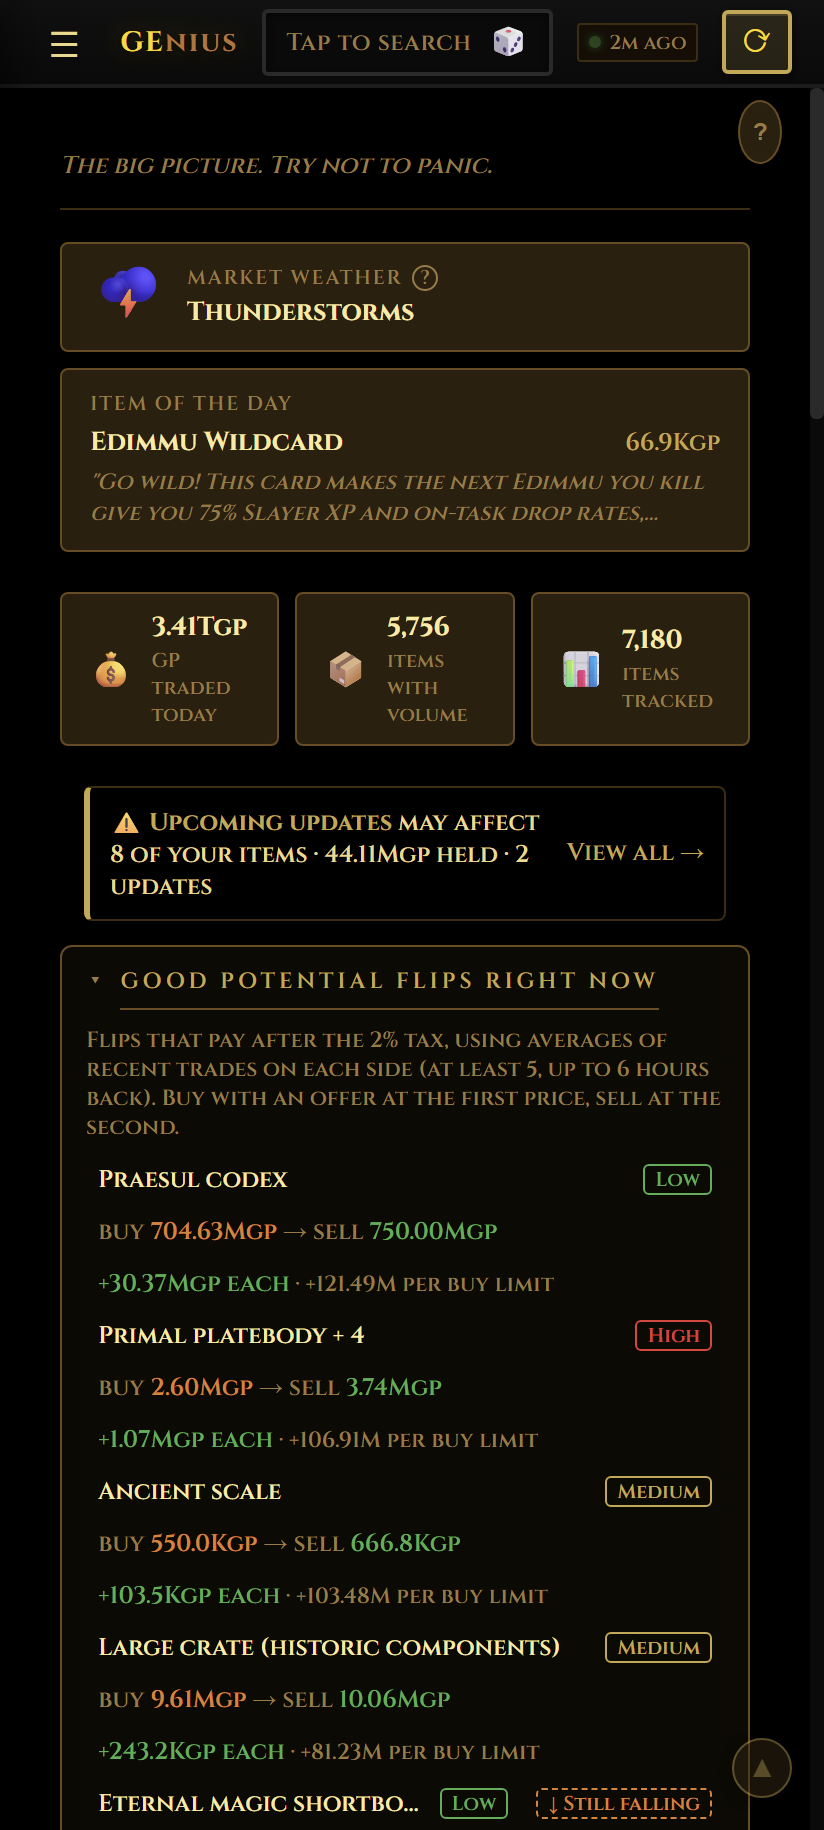 ☰ GENIUS Tap to search 2m ago ⟳
?
The big picture. Try not to panic.
Market Weather ?
Thunderstorms
Item of the Day
Edimmu Wildcard 66.9Kgp
"Go wild! This card makes the next Edimmu you kill
give you 75% Slayer XP and on-task drop rates,...
3.41Tgp
GP
traded
today
5,756
items
with
volume
7,180
items
tracked
⚠ Upcoming updates may affect
8 of your items · 44.11Mgp held · 2
updates
View all →
▾ Good potential flips right now
Flips that pay after the 2% tax, using averages of
recent trades on each side (at least 5, up to 6 hours
back). Buy with an offer at the first price, sell at the
second.
Praesul codex Low
buy 704.63Mgp → sell 750.00Mgp
+30.37Mgp each · +121.49M per buy limit
Primal platebody + 4 High
buy 2.60Mgp → sell 3.74Mgp
+1.07Mgp each · +106.91M per buy limit
Ancient scale Medium
buy 550.0Kgp → sell 666.8Kgp
+103.5Kgp each · +103.48M per buy limit
Large crate (historic components) Medium
buy 9.61Mgp → sell 10.06Mgp
+243.2Kgp each · +81.23M per buy limit
▲
Eternal magic shortbo... Low ↓ Still falling